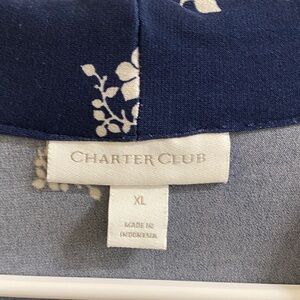 CHARTER CLUB
XL
MADE IN
INDONESIA